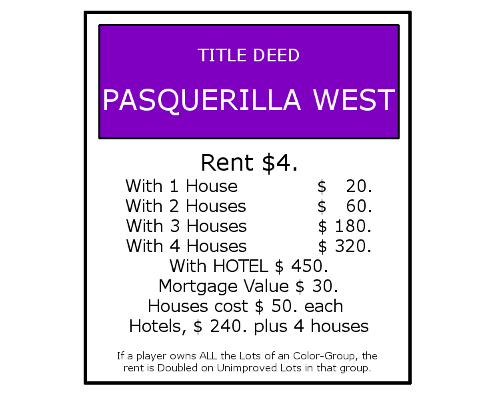 TITLE DEED
PASQUERILLA WEST
Rent $4.
With 1 House $ 20.
With 2 Houses $ 60.
With 3 Houses $ 180.
With 4 Houses $ 320.
With HOTEL $ 450.
Mortgage Value $ 30.
Houses cost $ 50. each
Hotels, $ 240. plus 4 houses
If a player owns ALL the Lots of an Color-Group, the
rent is Doubled on Unimproved Lots in that group.